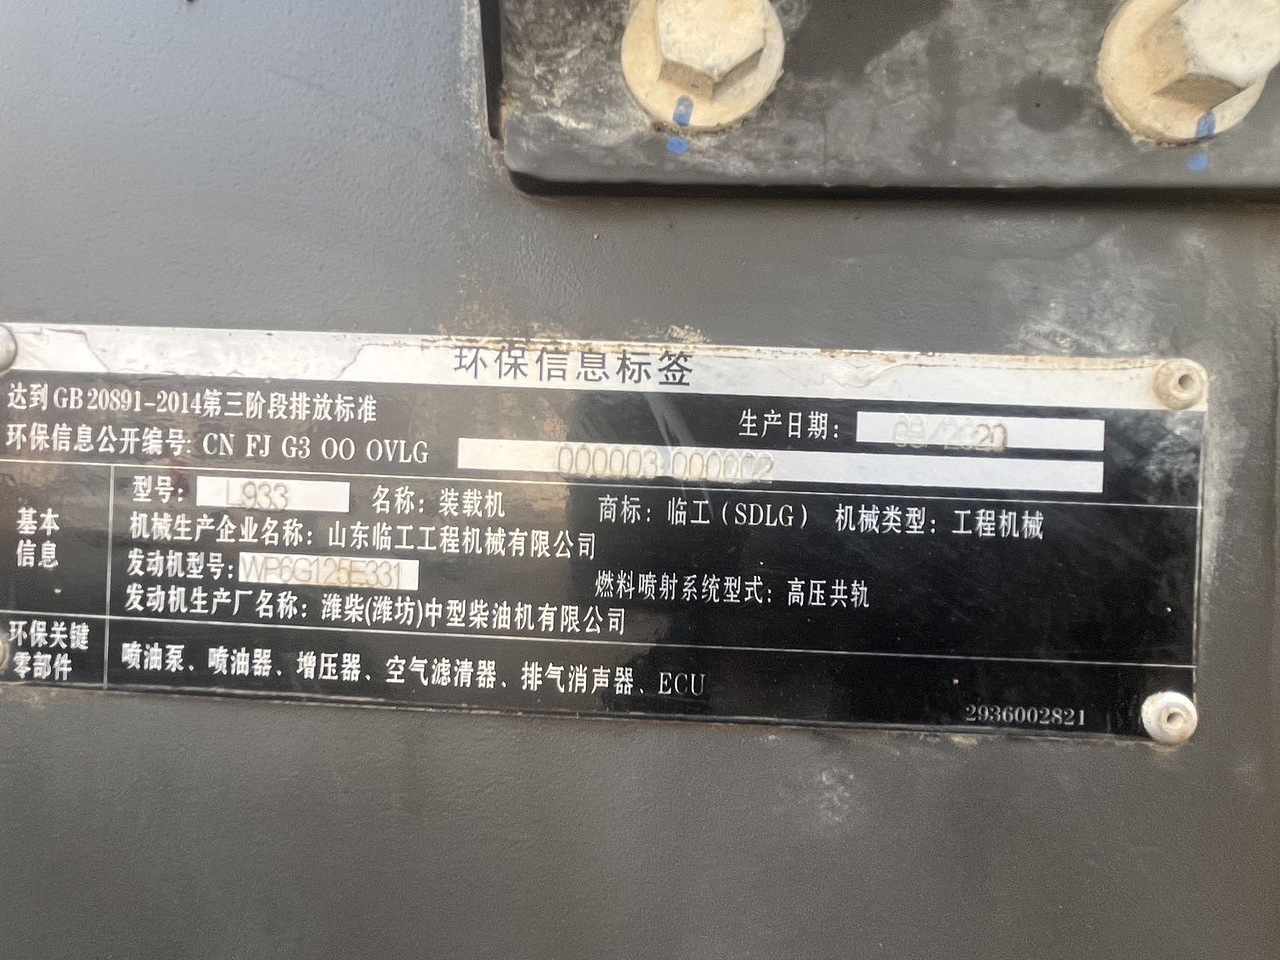 环保信息标签
达到GB 20891-2014第三阶段排放标准
生产日期: 08/2020
环保信息公开编号: CN FJ G3 OO OVLG 000003 000002
基本信息
型号: L933 名称: 装载机 商标: 临工 (SDLG) 机械类型: 工程机械
机械生产企业名称: 山东临工工程机械有限公司
发动机型号: WP6G125E331 燃料喷射系统型式: 高压共轨
发动机生产厂名称: 潍柴(潍坊)中型柴油机有限公司
环保关键零部件
喷油泵、喷油器、增压器、空气滤清器、排气消声器、ECU
2936002821